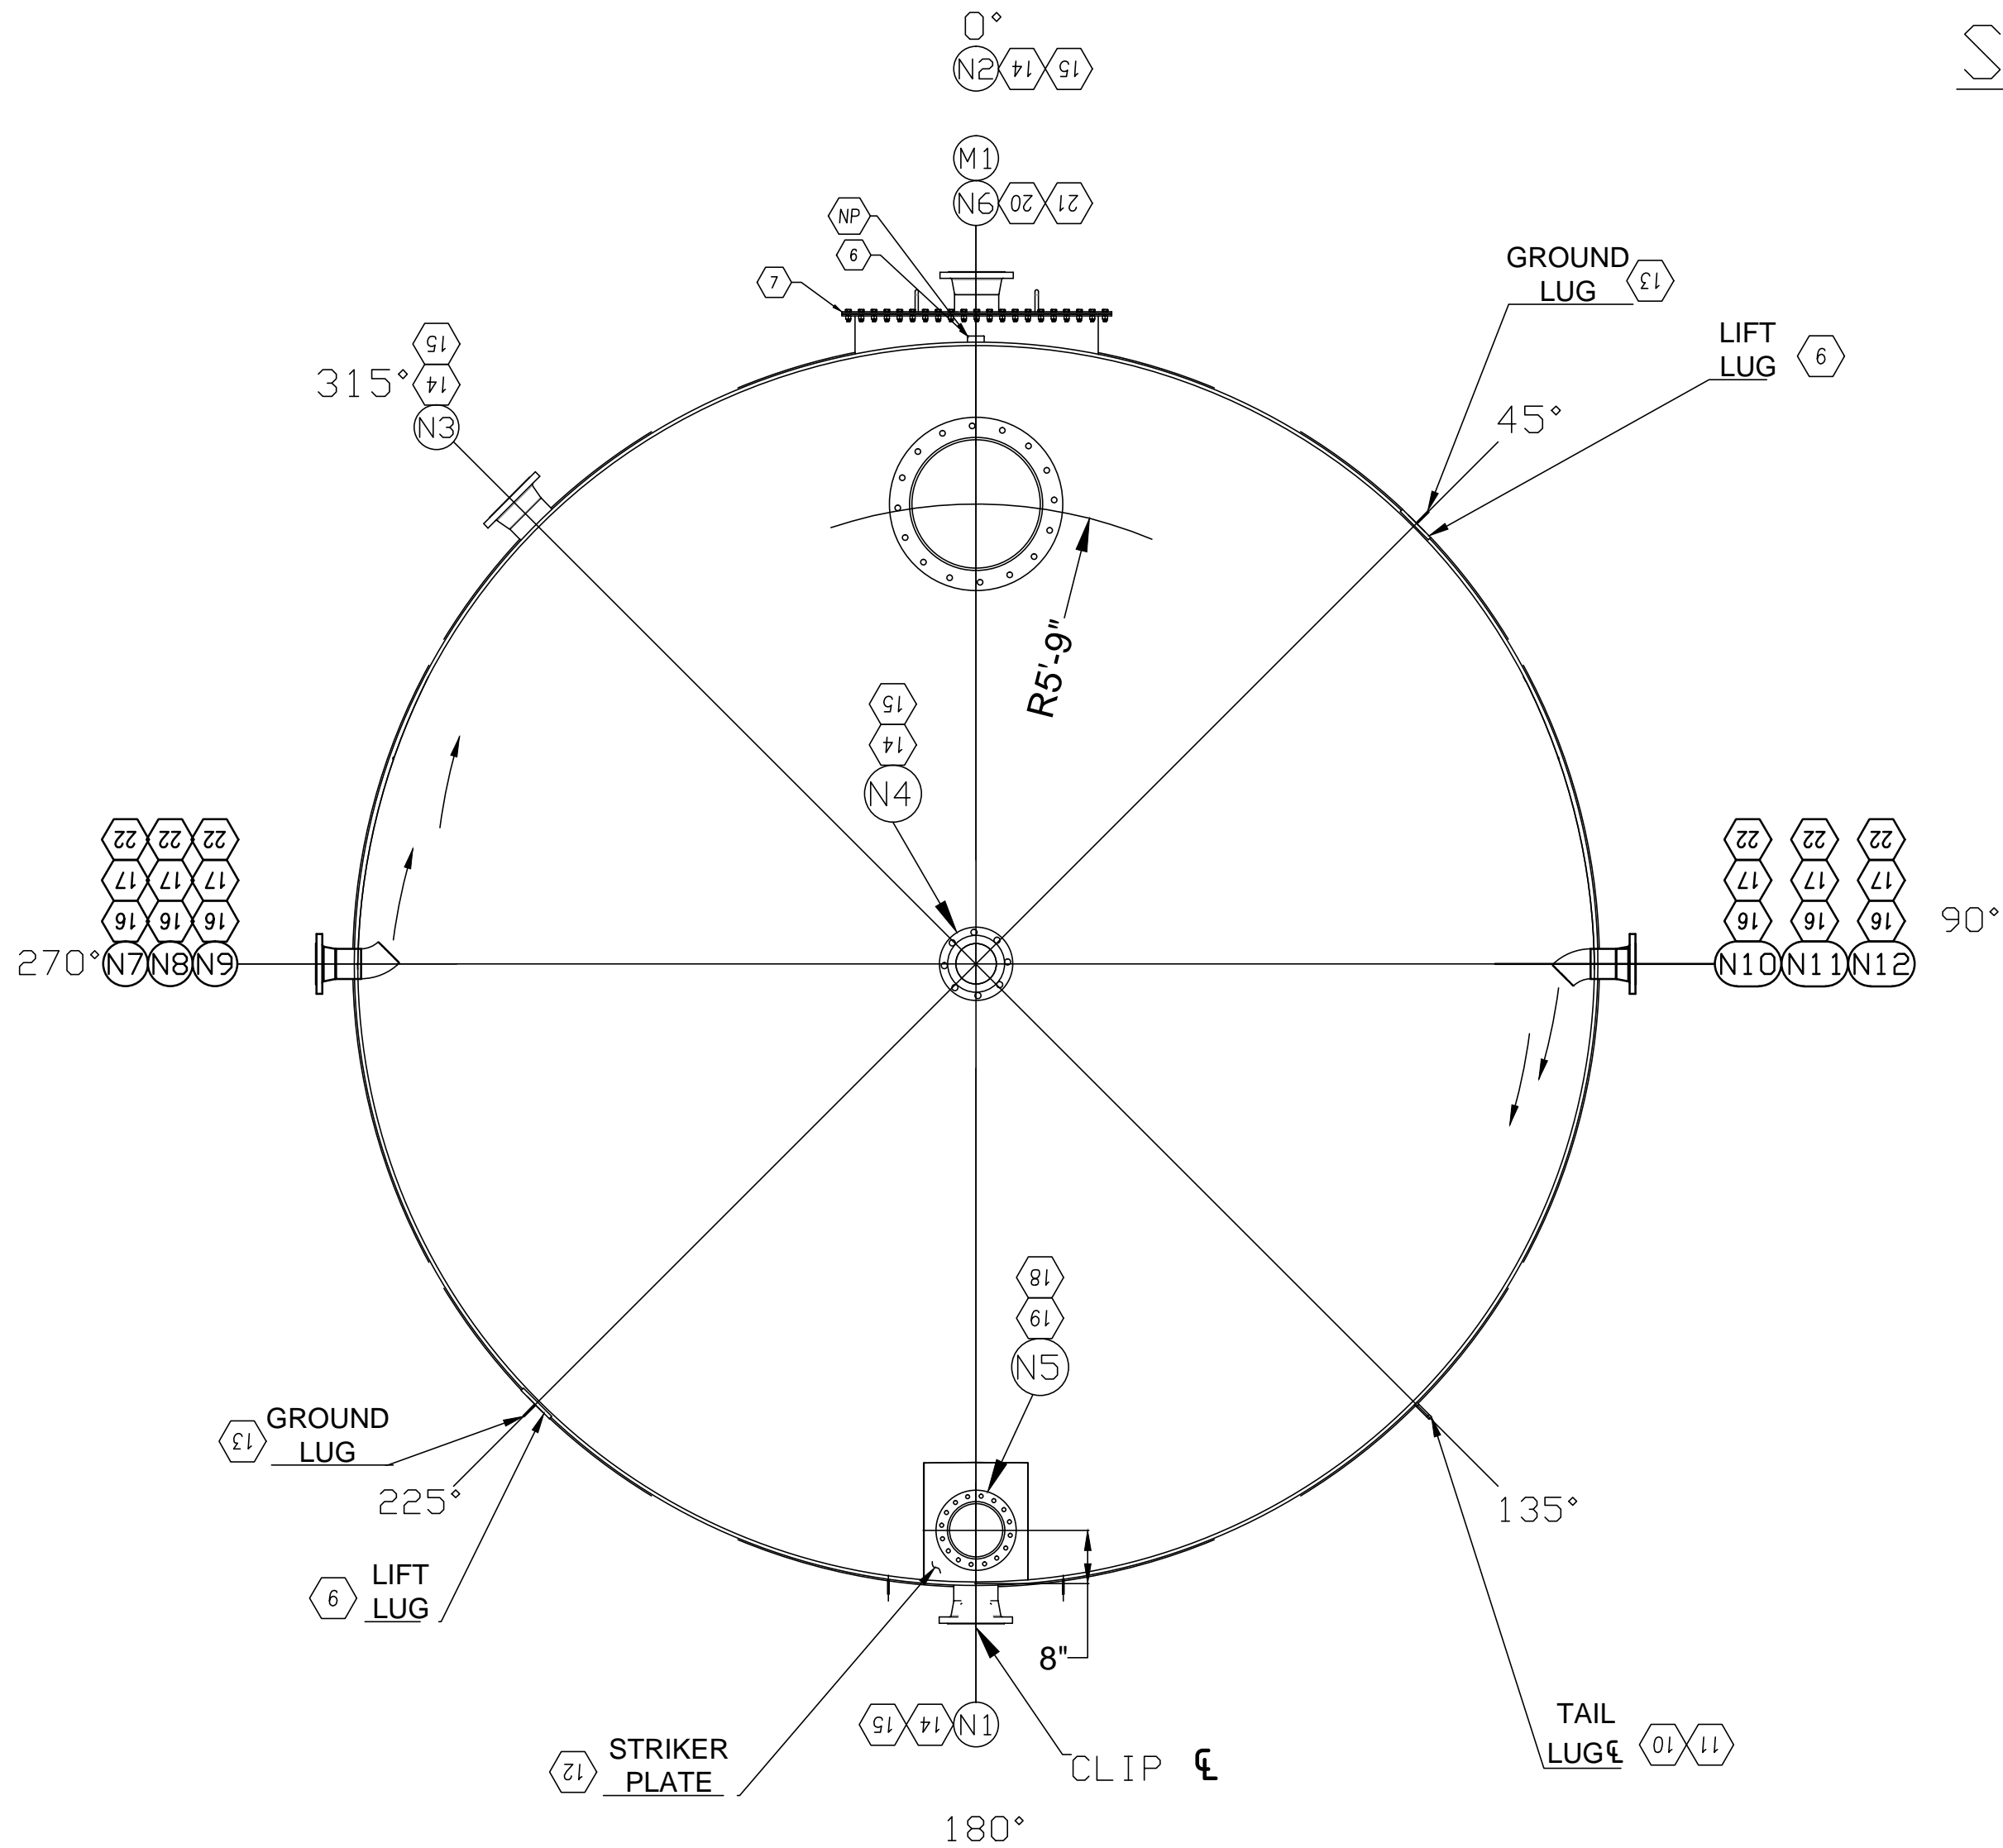 0°
S
N2 14 15
M1
N6 20 21
NP
9
7
GROUND
LUG 13
LIFT
LUG 9
15
14
315°
N3
45°
R5'-9"
15
14
N4
22 22 22
17 17 17
16 16 16
270° N7 N8 N9
22 22 22
17 17 17
16 16 16
N10 N11 N12
90°
18
19
N5
GROUND
LUG
13
225°
135°
LIFT
LUG
9
8"
15 14 N1
STRIKER
PLATE
12
CLIP ℄
TAIL
LUG ℄ 10 11
180°